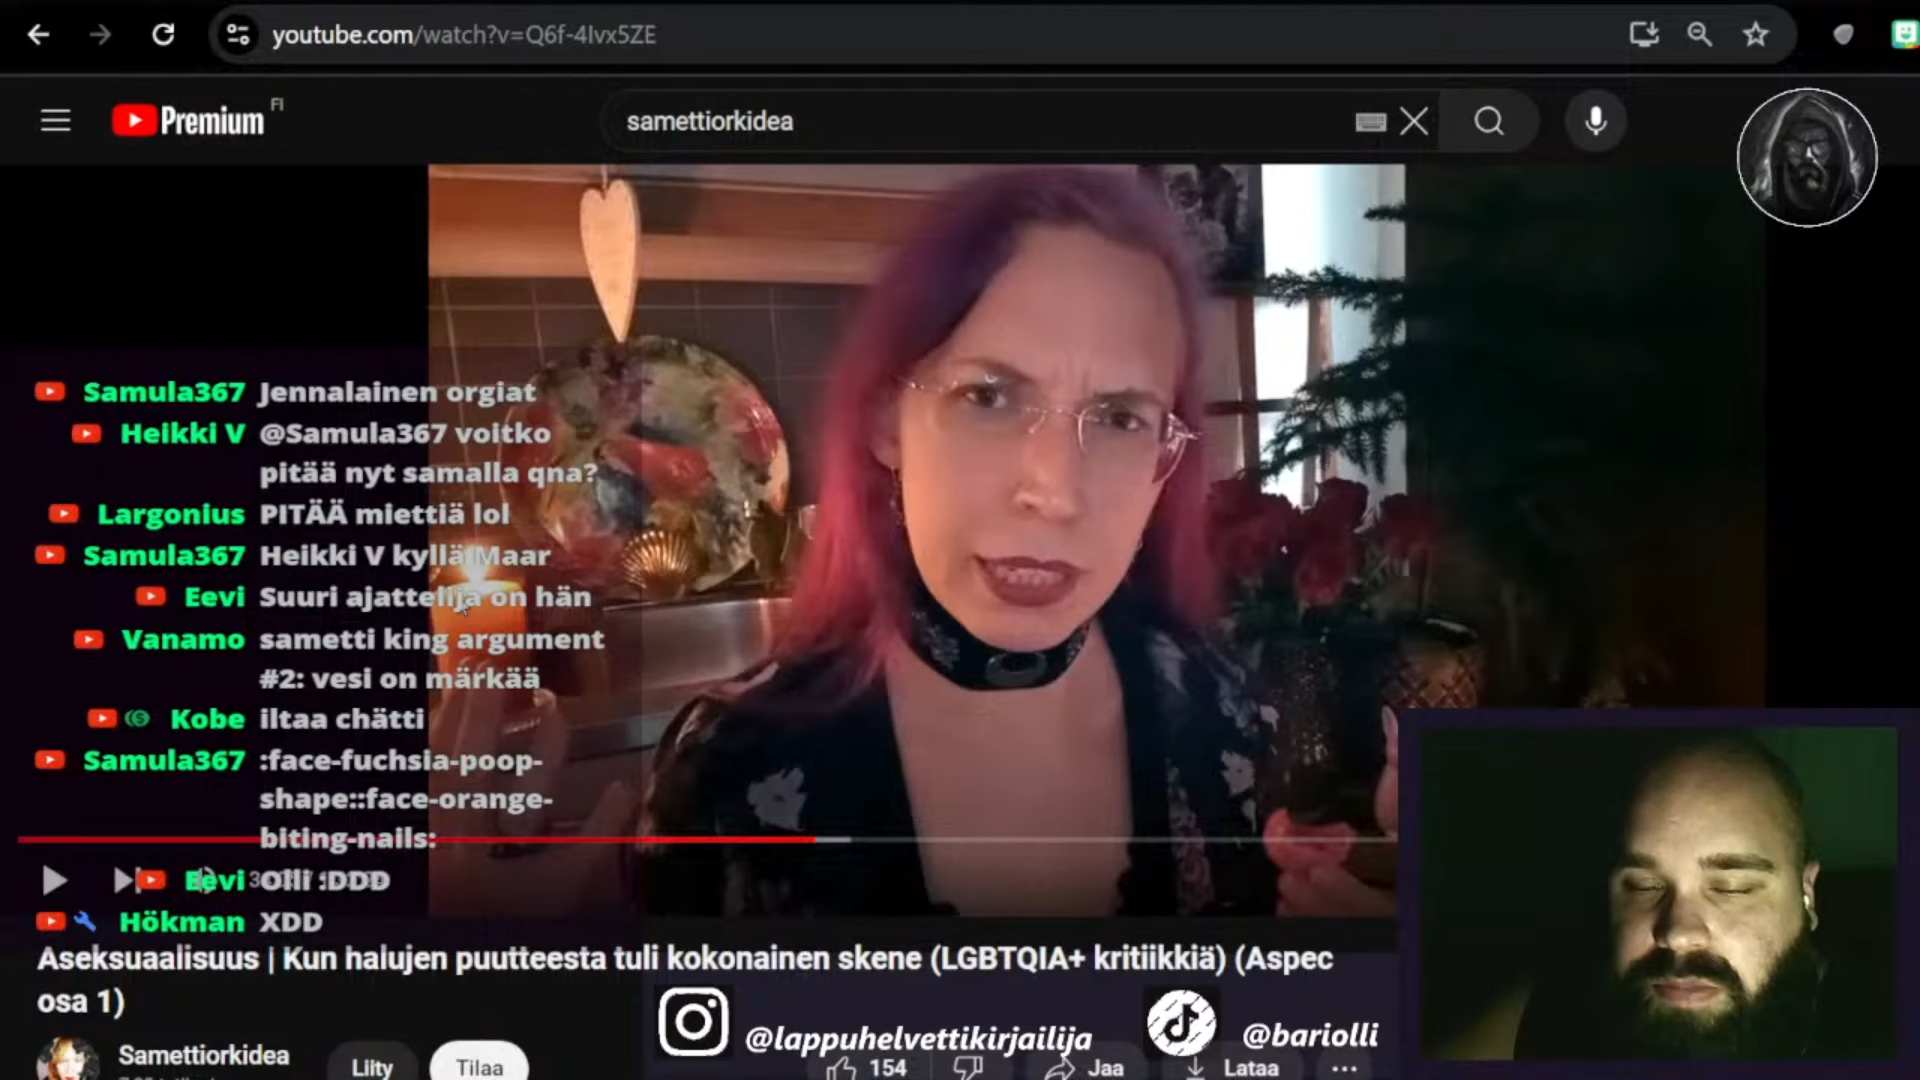 youtube.com/watch?v=Q6f-4lvx5ZE
Premium FI
samettiorkidea
Samula367 Jennalainen orgiat
Heikki V @Samula367 voitko
pitää nyt samalla qna?
Largonius PITÄÄ miettiä lol
Samula367 Heikki V kyllä Maar
Eevi Suuri ajattelija on hän
Vanamo sametti king argument
#2: vesi on märkää
Kobe iltaa chätti
Samula367 :face-fuchsia-poop-
shape::face-orange-
biting-nails:
Eevi Olli :DDD
Hökman XDD
Aseksuaalisuus | Kun halujen puutteesta tuli kokonainen skene (LGBTQIA+ kritiikkiä) (Aspec
osa 1)
@lappuhelvettikirjailija
@bariolli
Samettiorkidea
Liity
Tilaa
154
Jaa
Lataa